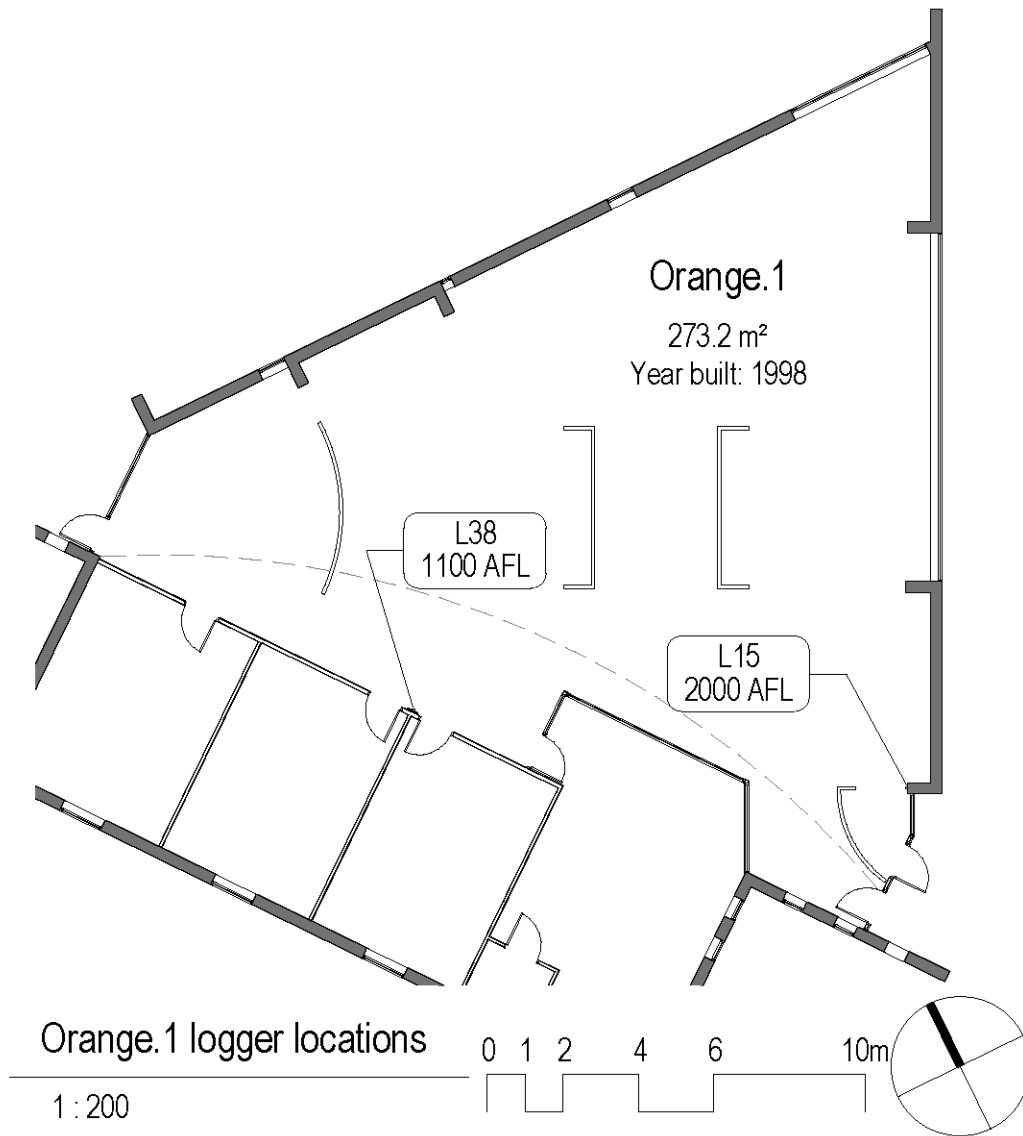 Orange.1
273.2 m²
Year built: 1998
L38
1100 AFL
L15
2000 AFL
Orange.1 logger locations
0 1 2 4 6 10m
1 : 200